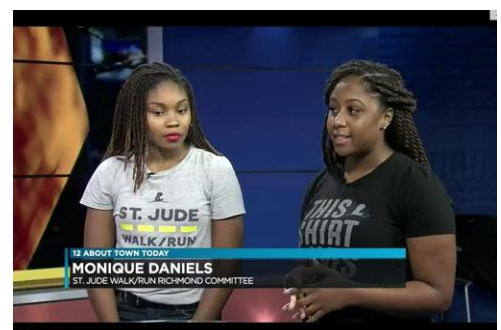 ST. JUDE
WALK/RUN
THIS
SHIRT
12 ABOUT TOWN TODAY
MONIQUE DANIELS
ST. JUDE WALK/RUN RICHMOND COMMITTEE